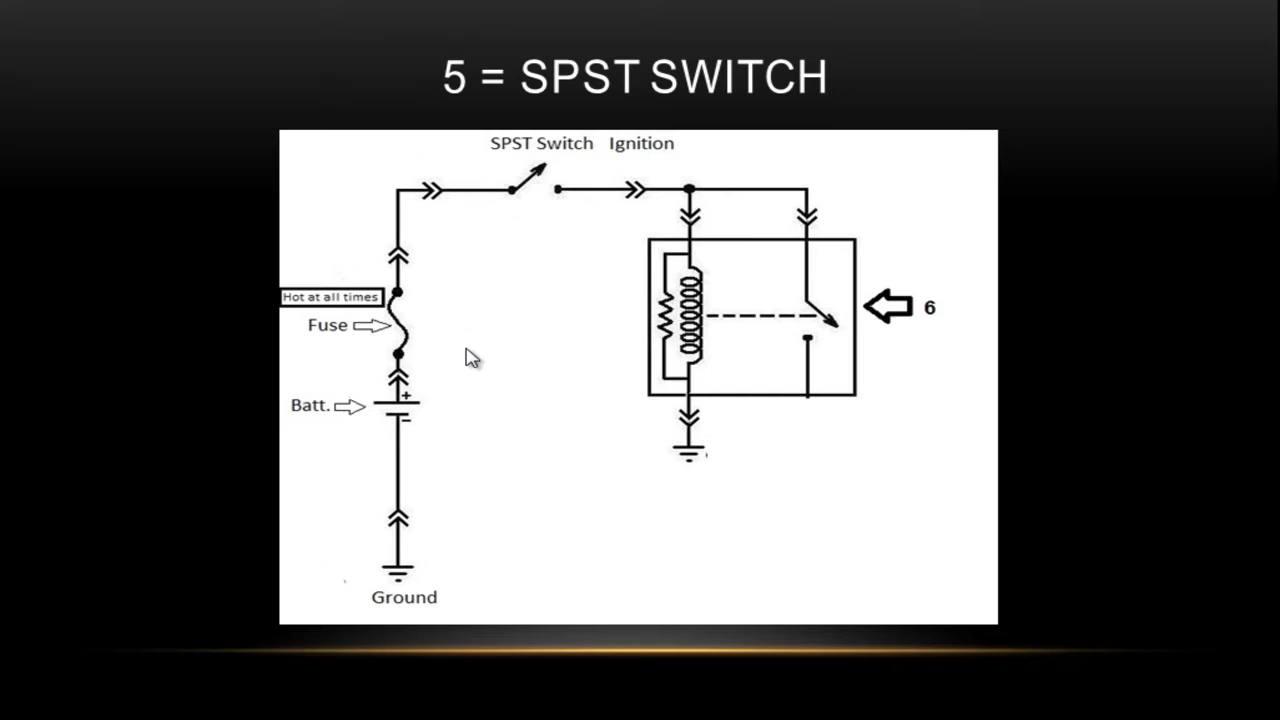 5 = SPST SWITCH
SPST Switch Ignition
Hot at all times
Fuse
6
Batt.
+
–
Ground